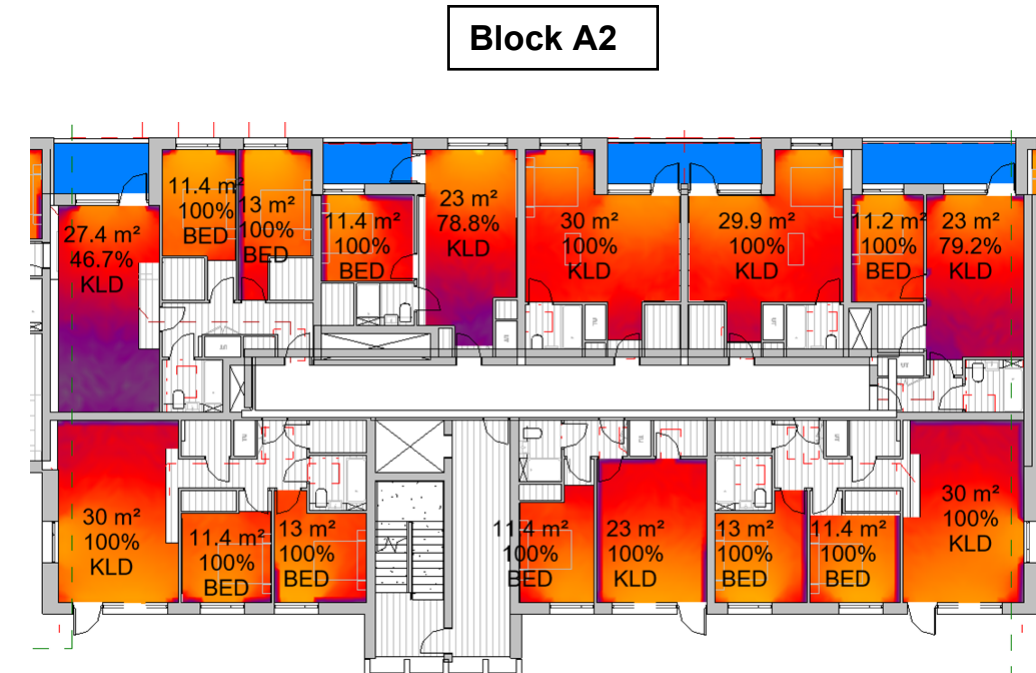 Block A2
27.4 m²
46.7%
KLD
11.4 m²
100%
BED
13 m²
100%
BED
11.4 m²
100%
BED
23 m²
78.8%
KLD
30 m²
100%
KLD
29.9 m²
100%
KLD
11.2 m²
100%
BED
23 m²
79.2%
KLD
30 m²
100%
KLD
11.4 m²
100%
BED
13 m²
100%
BED
11.4 m²
100%
BED
23 m²
100%
KLD
13 m²
100%
BED
11.4 m²
100%
BED
30 m²
100%
KLD